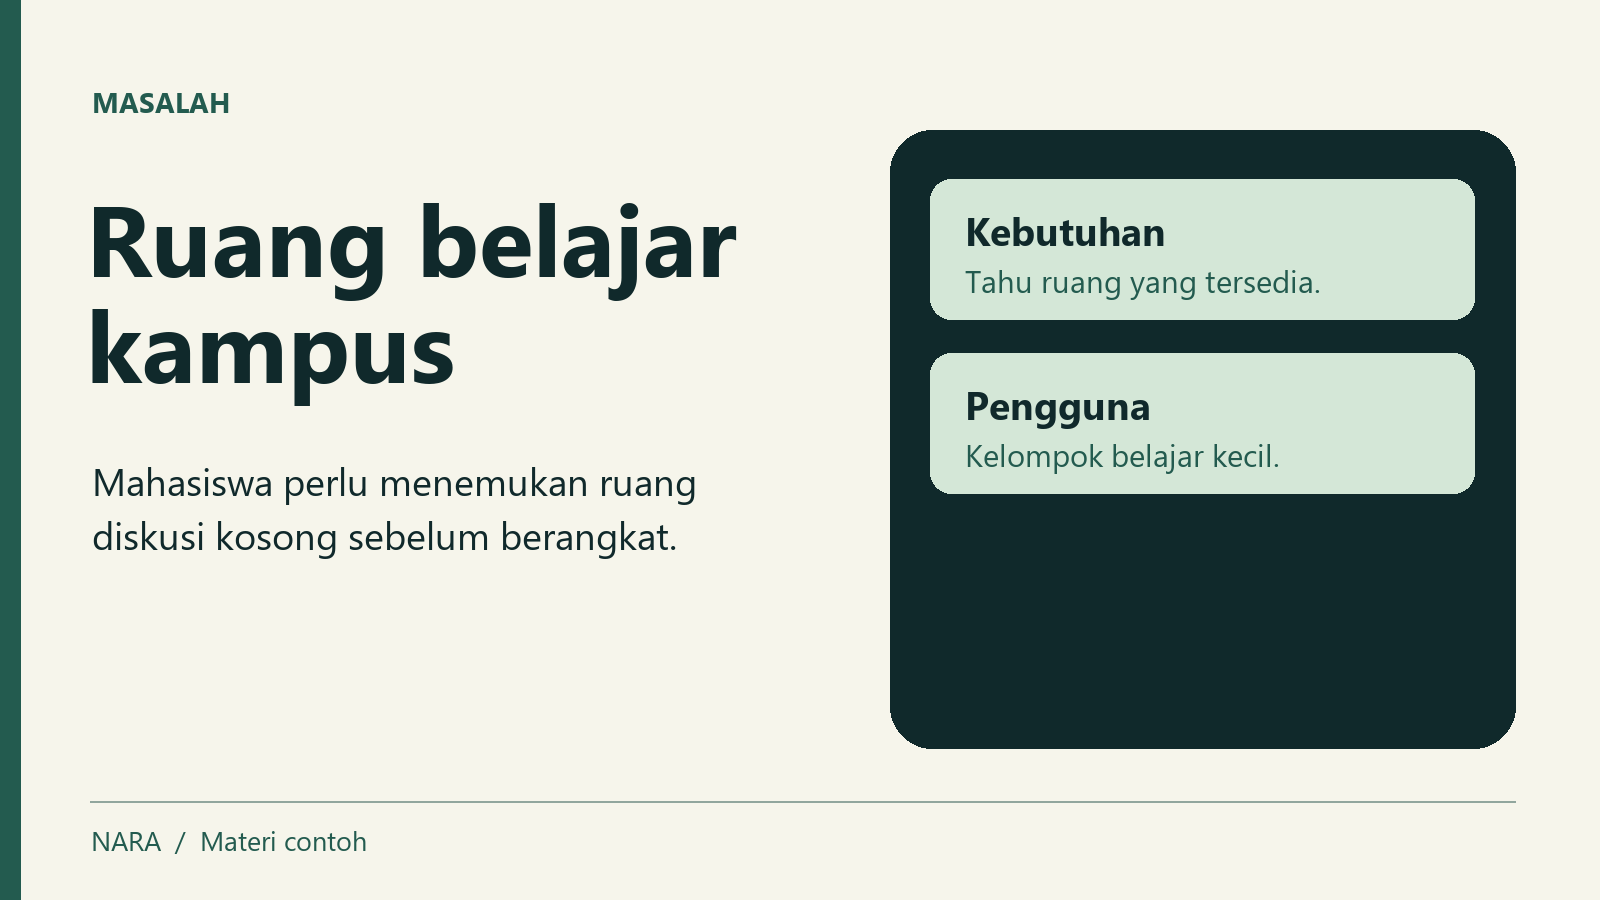 MASALAH
Ruang belajar
kampus
Mahasiswa perlu menemukan ruang
diskusi kosong sebelum berangkat.
Kebutuhan
Tahu ruang yang tersedia.
Pengguna
Kelompok belajar kecil.
NARA / Materi contoh